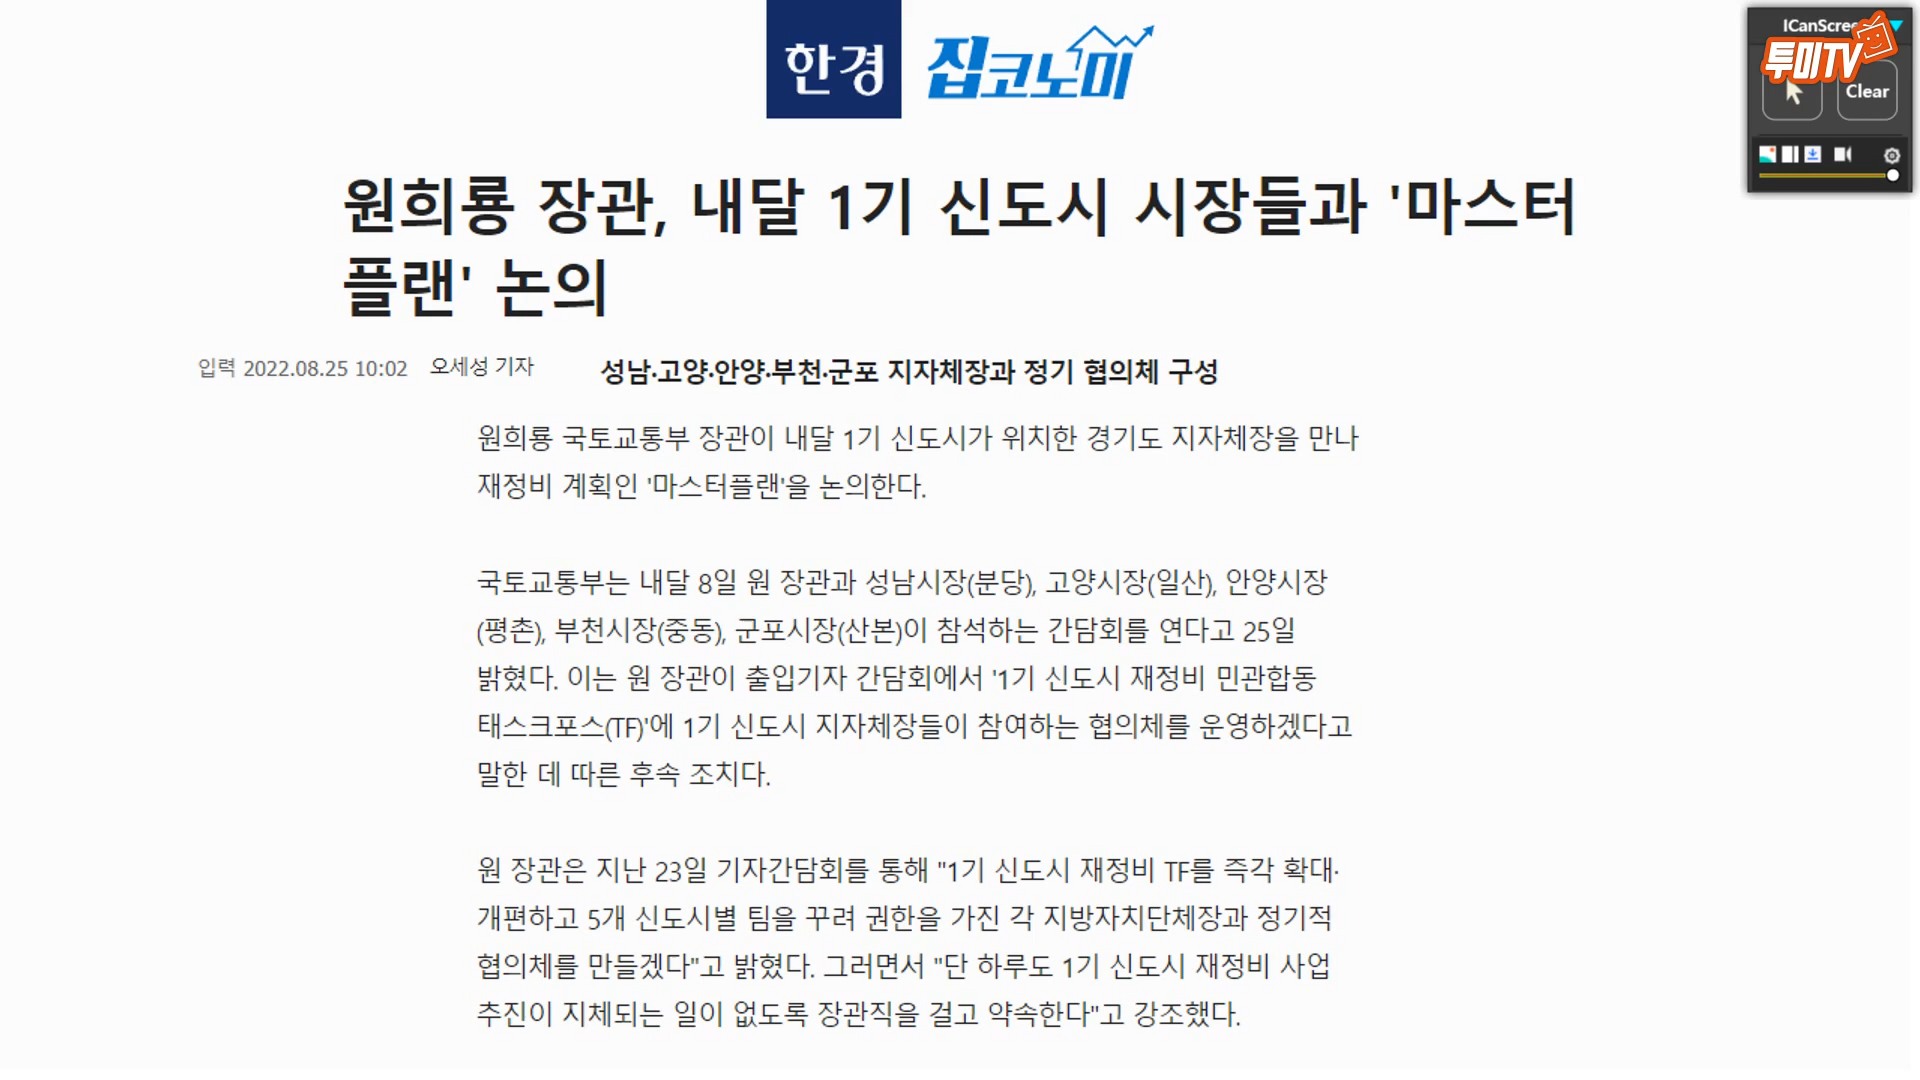 한경 집코노미
ICanScree
투미TV
Clear
원희룡 장관, 내달 1기 신도시 시장들과 '마스터
플랜' 논의
입력 2022.08.25 10:02 오세성 기자 성남·고양·안양·부천·군포 지자체장과 정기 협의체 구성
원희룡 국토교통부 장관이 내달 1기 신도시가 위치한 경기도 지자체장을 만나
재정비 계획인 '마스터플랜'을 논의한다.
국토교통부는 내달 8일 원 장관과 성남시장(분당), 고양시장(일산), 안양시장
(평촌), 부천시장(중동), 군포시장(산본)이 참석하는 간담회를 연다고 25일
밝혔다. 이는 원 장관이 출입기자 간담회에서 '1기 신도시 재정비 민관합동
태스크포스(TF)'에 1기 신도시 지자체장들이 참여하는 협의체를 운영하겠다고
말한 데 따른 후속 조치다.
원 장관은 지난 23일 기자간담회를 통해 "1기 신도시 재정비 TF를 즉각 확대·
개편하고 5개 신도시별 팀을 꾸려 권한을 가진 각 지방자치단체장과 정기적
협의체를 만들겠다"고 밝혔다. 그러면서 "단 하루도 1기 신도시 재정비 사업
추진이 지체되는 일이 없도록 장관직을 걸고 약속한다"고 강조했다.